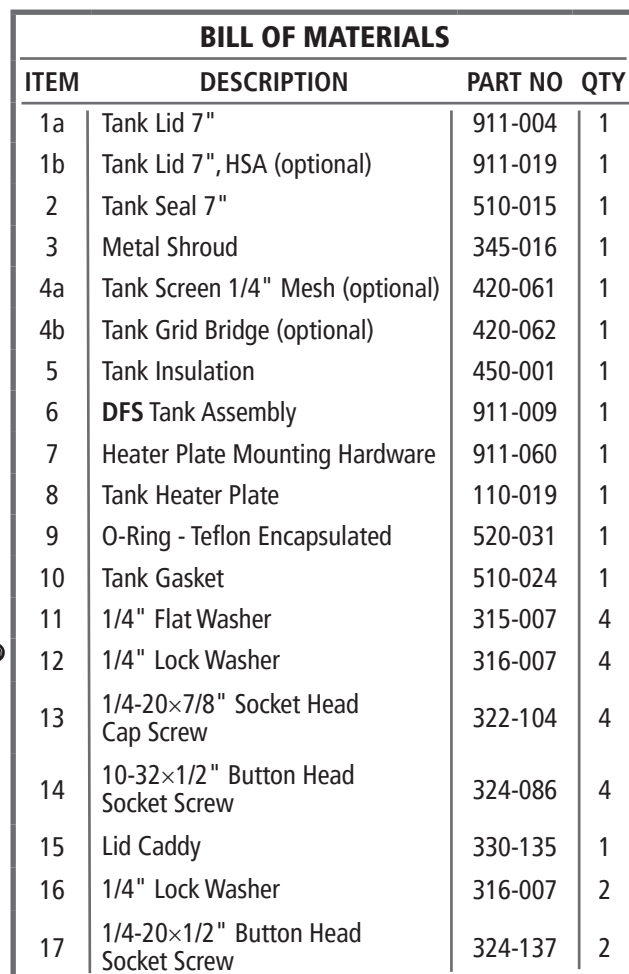 BILL OF MATERIALS
ITEM DESCRIPTION PART NO QTY
1a Tank Lid 7" 911-004 1
1b Tank Lid 7", HSA (optional) 911-019 1
2 Tank Seal 7" 510-015 1
3 Metal Shroud 345-016 1
4a Tank Screen 1/4" Mesh (optional) 420-061 1
4b Tank Grid Bridge (optional) 420-062 1
5 Tank Insulation 450-001 1
6 DFS Tank Assembly 911-009 1
7 Heater Plate Mounting Hardware 911-060 1
8 Tank Heater Plate 110-019 1
9 O-Ring - Teflon Encapsulated 520-031 1
10 Tank Gasket 510-024 1
11 1/4" Flat Washer 315-007 4
12 1/4" Lock Washer 316-007 4
13 1/4-20×7/8" Socket Head
Cap Screw 322-104 4
14 10-32×1/2" Button Head
Socket Screw 324-086 4
15 Lid Caddy 330-135 1
16 1/4" Lock Washer 316-007 2
17 1/4-20×1/2" Button Head
Socket Screw 324-137 2